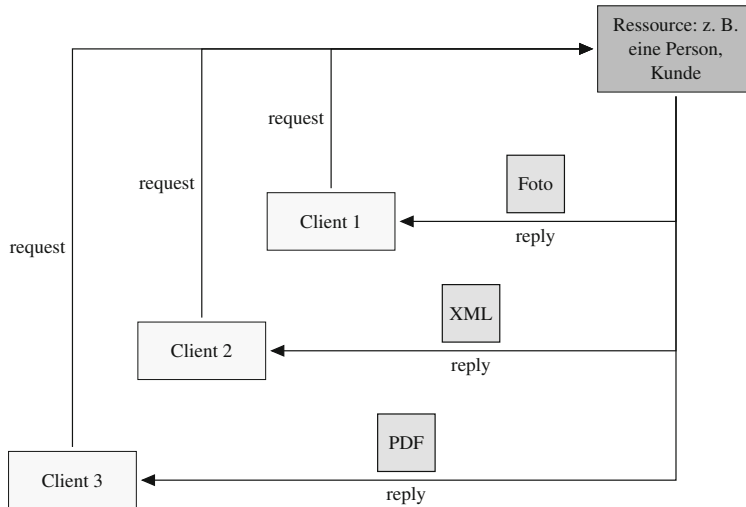 Ressource: z. B.
eine Person,
Kunde
request
Foto
request
Client 1
reply
request
XML
Client 2
reply
PDF
Client 3
reply